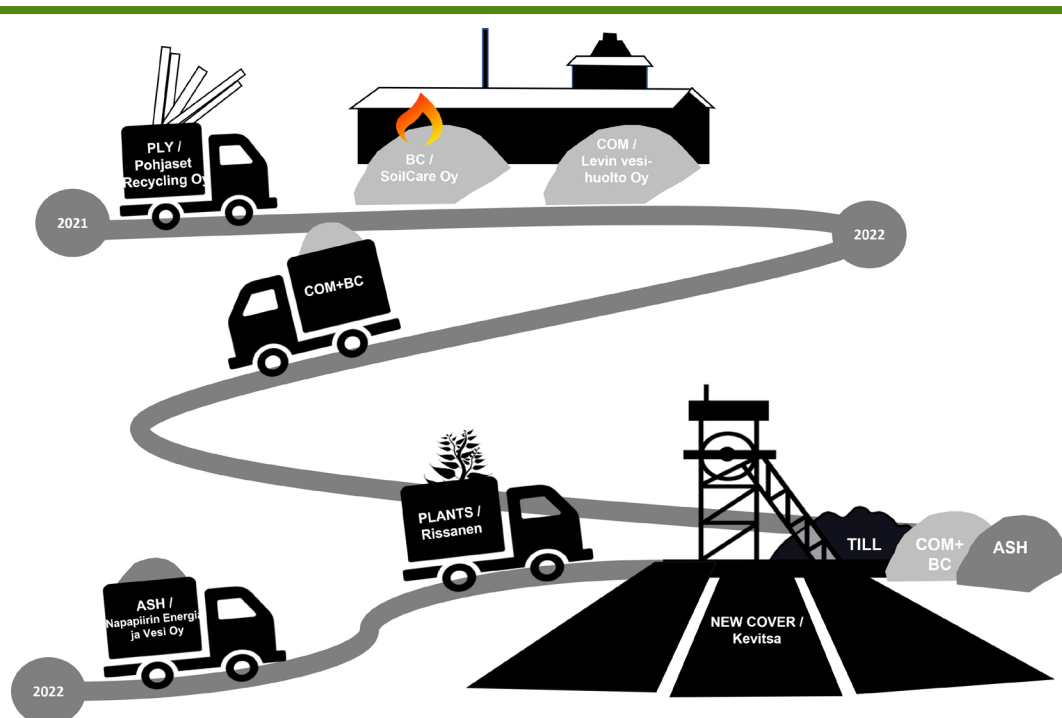 PLY /
Pohjaset
Recycling Oy
BC /
SoilCare Oy
COM /
Levin vesi-
huolto Oy
2021
2022
COM+BC
PLANTS /
Rissanen
TILL
COM+
BC
ASH
ASH /
Napapiirin Energia
ja Vesi Oy
NEW COVER /
Kevitsa
2022